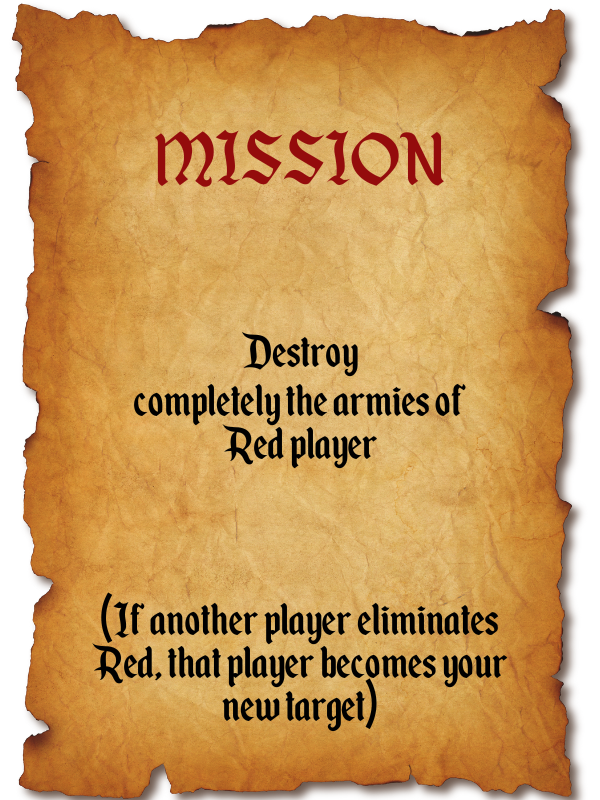 MISSION
Destroy
completely the armies of
Red player
(If another player eliminates
Red, that player becomes your
new target)